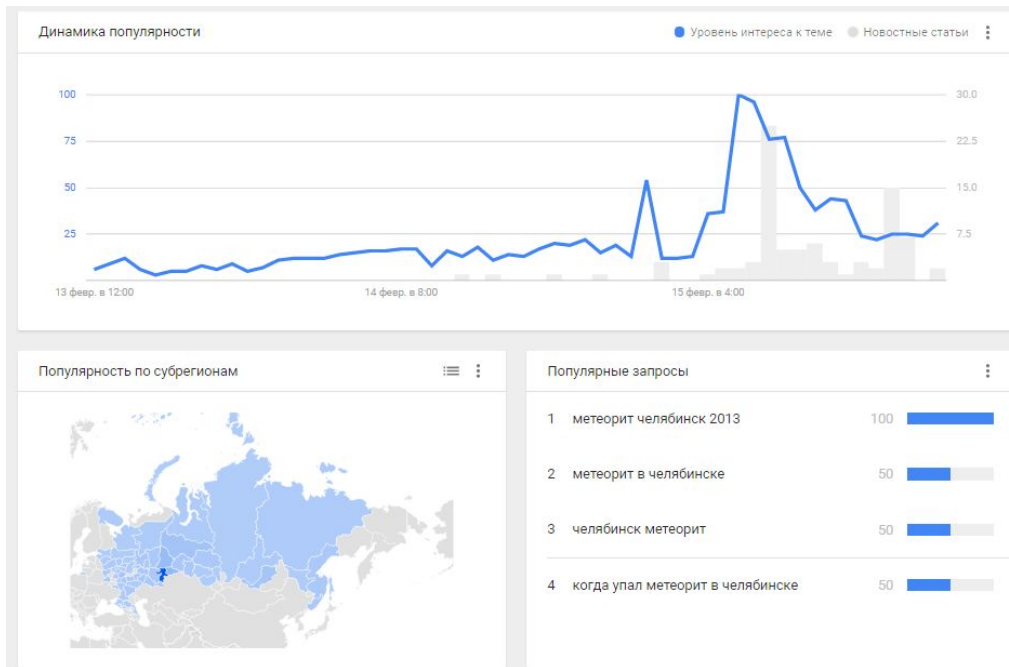 Динамика популярности
Уровень интереса к теме
Новостные статьи
100
30.0
75
22.5
50
15.0
25
7.5
13 февр. в 12:00
14 февр. в 8:00
15 февр. в 4:00
Популярность по субрегионам
Популярные запросы
1 метеорит челябинск 2013 100
2 метеорит в челябинске 50
3 челябинск метеорит 50
4 когда упал метеорит в челябинске 50